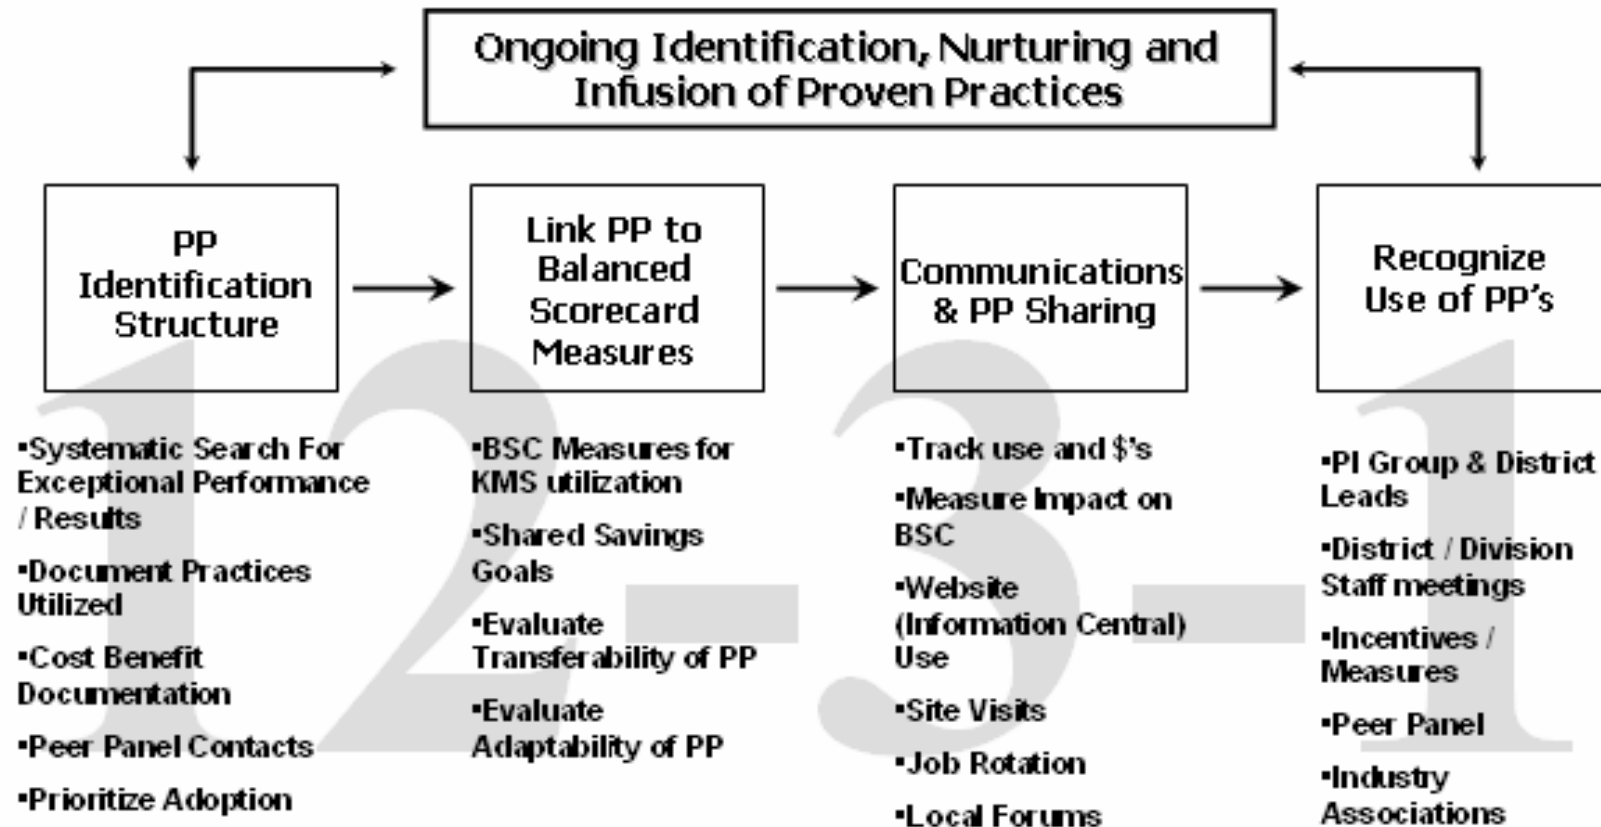 Ongoing Identification, Nurturing and
Infusion of Proven Practices
PP
Identification
Structure
Link PP to
Balanced
Scorecard
Measures
Communications
& PP Sharing
Recognize
Use of PP's
▪Systematic Search For
Exceptional Performance
/ Results
▪Document Practices
Utilized
▪Cost Benefit
Documentation
▪Peer Panel Contacts
▪Prioritize Adoption
▪BSC Measures for
KMS utilization
▪Shared Savings
Goals
▪Evaluate
Transferability of PP
▪Evaluate
Adaptability of PP
▪Track use and $'s
▪Measure Impact on
BSC
▪Website
(Information Central)
Use
▪Site Visits
▪Job Rotation
▪Local Forums
▪PI Group & District
Leads
▪District / Division
Staff meetings
▪Incentives /
Measures
▪Peer Panel
▪Industry
Associations
12-3-1